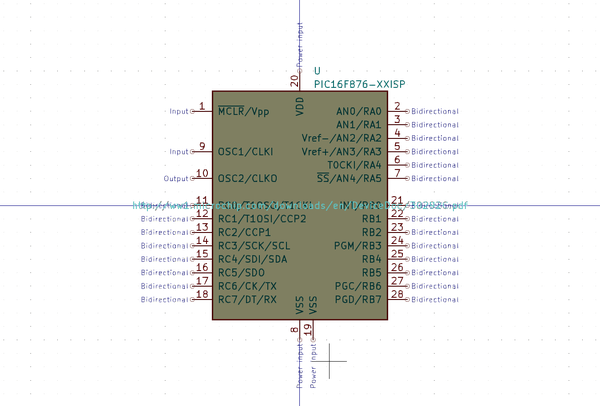 Power input
20
U
PIC16F876-XXISP
VDD
Input 1 MCLR/Vpp AN0/RA0 2 Bidirectional
AN1/RA1 3 Bidirectional
Vref-/AN2/RA2 4 Bidirectional
Input 9 OSC1/CLKI Vref+/AN3/RA3 5 Bidirectional
TOCKI/RA4 6 Bidirectional
Output 10 OSC2/CLKO SS/AN4/RA5 7 Bidirectional
11 21
Bidirectional 12 RC1/T1OSI/CCP2 RB1 22 Bidirectional
Bidirectional 13 RC2/CCP1 RB2 23 Bidirectional
Bidirectional 14 RC3/SCK/SCL PGM/RB3 24 Bidirectional
Bidirectional 15 RC4/SDI/SDA RB4 25 Bidirectional
Bidirectional 16 RC5/SDO RB5 26 Bidirectional
Bidirectional 17 RC6/CK/TX PGC/RB6 27 Bidirectional
Bidirectional 18 RC7/DT/RX PGD/RB7 28 Bidirectional
VSS VSS
8 19
Power input Power input